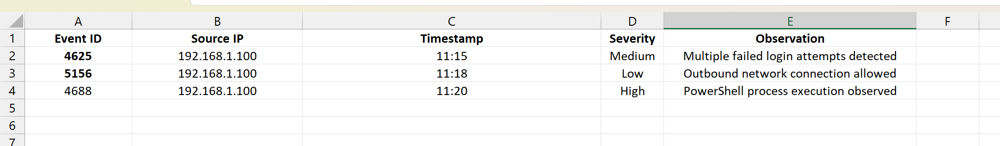 A B C D E F
1 Event ID Source IP Timestamp Severity Observation
2 4625 192.168.1.100 11:15 Medium Multiple failed login attempts detected
3 5156 192.168.1.100 11:18 Low Outbound network connection allowed
4 4688 192.168.1.100 11:20 High PowerShell process execution observed
5
6
7